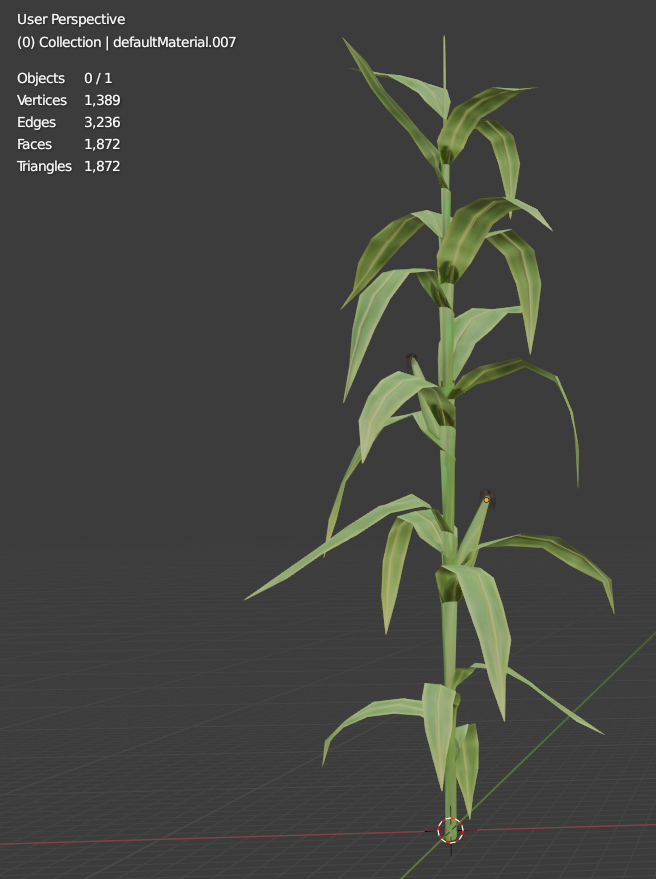 User Perspective
(0) Collection | defaultMaterial.007
Objects 0 / 1
Vertices 1,389
Edges 3,236
Faces 1,872
Triangles 1,872